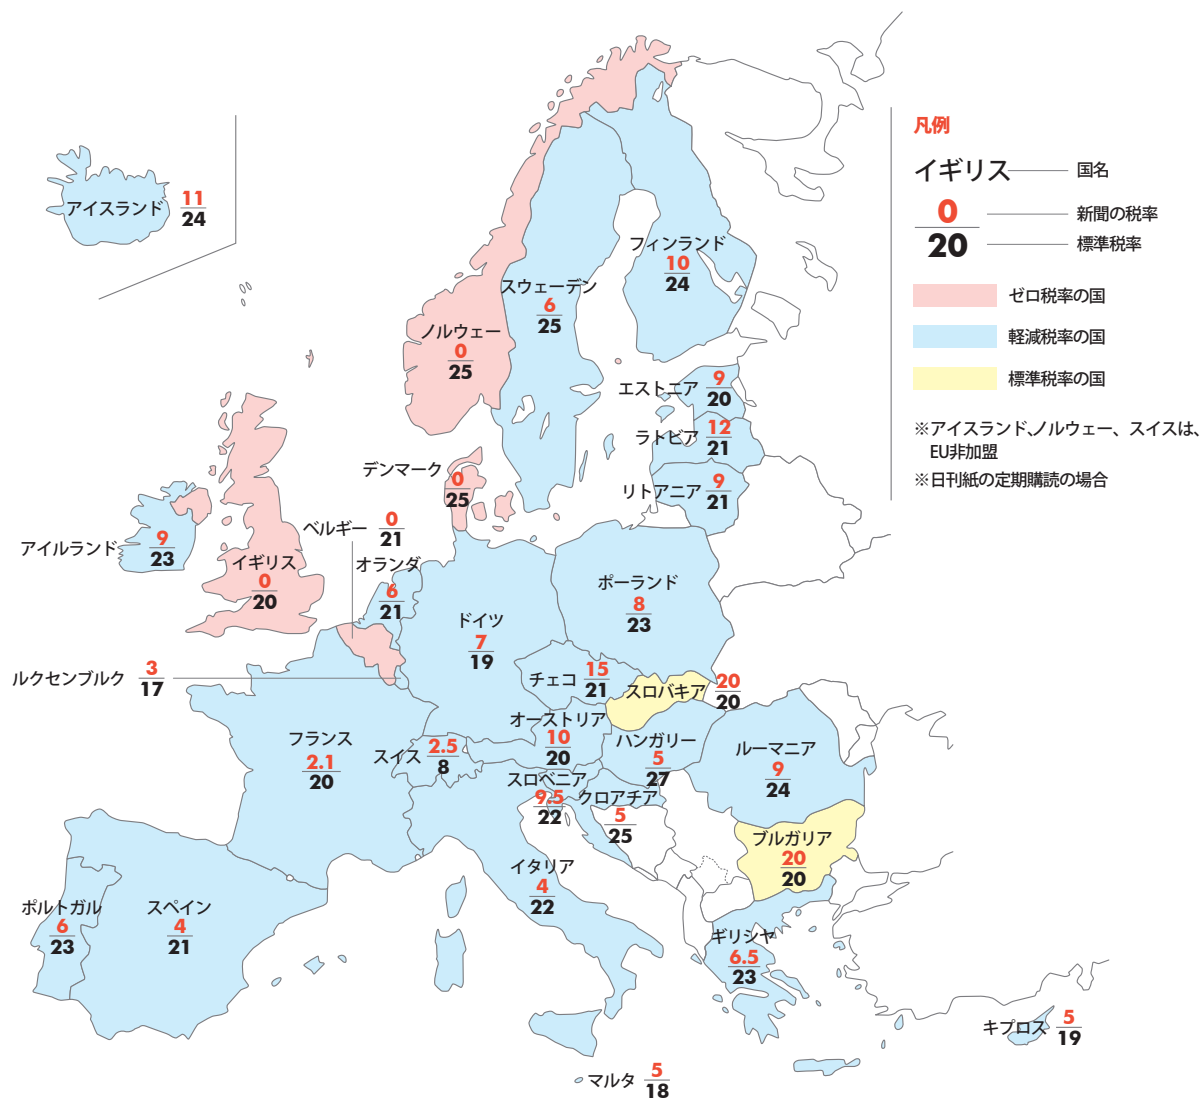 凡例
イギリス 国名
0 新聞の税率
20 標準税率
ゼロ税率の国
軽減税率の国
標準税率の国
※アイスランド、ノルウェー、スイスは、
EU非加盟
※日刊紙の定期購読の場合
アイスランド
11
24
フィンランド
10
24
スウェーデン
6
25
ノルウェー
0
25
エストニア
9
20
ラトビア
12
21
リトアニア
9
21
デンマーク
0
25
ベルギー
0
21
アイルランド
9
23
イギリス
0
20
オランダ
6
21
ポーランド
8
23
ドイツ
7
19
ルクセンブルク
3
17
チェコ
15
21
スロバキア
20
20
オーストリア
10
20
フランス
2.1
20
スイス
2.5
8
ハンガリー
5
27
ルーマニア
9
24
スロベニア
9.5
22
クロアチア
5
25
ブルガリア
20
20
イタリア
4
22
ポルトガル
6
23
スペイン
4
21
ギリシヤ
6.5
23
キプロス
5
19
マルタ
5
18